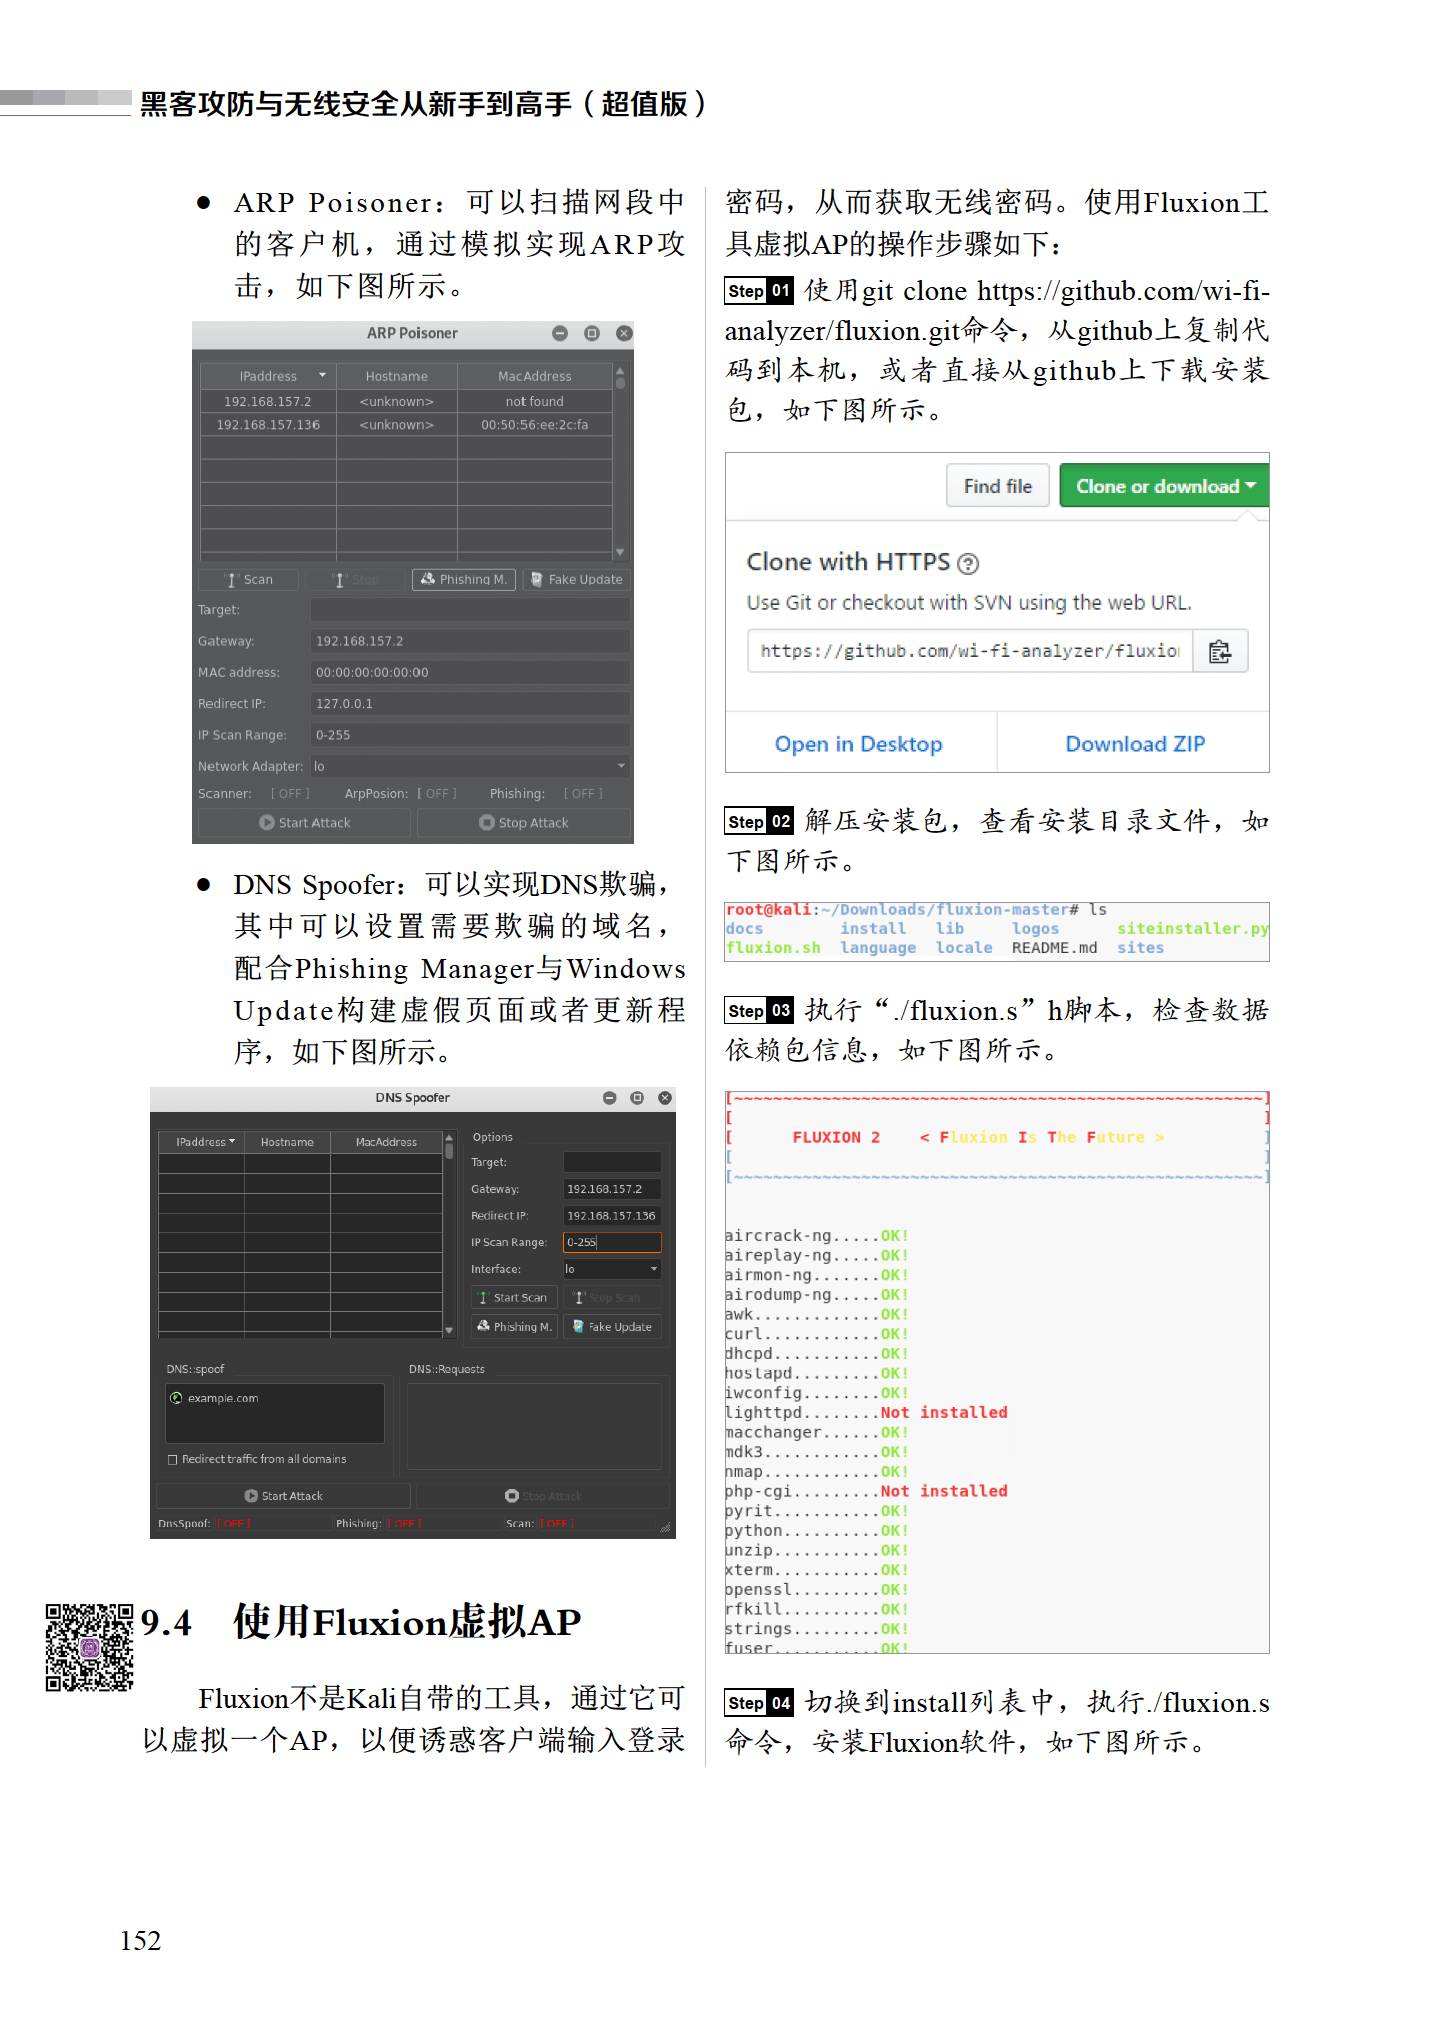 黑客攻防与无线安全从新手到高手（超值版）
● ARP Poisoner：可以扫描网段中
的客户机，通过模拟实现ARP攻
击，如下图所示。
ARP Poisoner
IPaddress Hostname MacAddress
192.168.157.2 <unknown> not found
192.168.157.136 <unknown> 00:50:56:ee:2c:fa
Scan Stop Phishing M. Fake Update
Target:
Gateway: 192.168.157.2
MAC address: 00:00:00:00:00:00
Redirect IP: 127.0.0.1
IP Scan Range: 0-255
Network Adapter: lo
Scanner: [ OFF ] ArpPosion: [ OFF ] Phishing: [ OFF ]
Start Attack Stop Attack
● DNS Spoofer：可以实现DNS欺骗，
其中可以设置需要欺骗的域名，
配合Phishing Manager与Windows
Update构建虚假页面或者更新程
序，如下图所示。
DNS Spoofer
IPaddress Hostname MacAddress
Options
Target:
Gateway: 192.168.157.2
Redirect IP: 192.168.157.136
IP Scan Range: 0-255
Interface: lo
Start Scan Stop Scan
Phishing M. Fake Update
DNS::spoof DNS::Requests
example.com
Redirect traffic from all domains
Start Attack Stop Attack
DnsSpoof: [ OFF ] Phishing: [ OFF ] Scan: [ OFF ]
9.4 使用Fluxion虚拟AP
Fluxion不是Kali自带的工具，通过它可
以虚拟一个AP，以便诱惑客户端输入登录
密码，从而获取无线密码。使用Fluxion工
具虚拟AP的操作步骤如下：
Step 01 使用git clone https://github.com/wi-fi-
analyzer/fluxion.git命令，从github上复制代
码到本机，或者直接从github上下载安装
包，如下图所示。
Find file Clone or download
Clone with HTTPS
Use Git or checkout with SVN using the web URL.
https://github.com/wi-fi-analyzer/fluxio
Open in Desktop Download ZIP
Step 02 解压安装包，查看安装目录文件，如
下图所示。
root@kali:~/Downloads/fluxion-master# ls
docs install lib logos siteinstaller.py
fluxion.sh language locale README.md sites
Step 03 执行“./fluxion.s”h脚本，检查数据
依赖包信息，如下图所示。
[~~~~~~~~~~~~~~~~~~~~~~~~~~~~~~~~~~~~~~~~~~~~~~~~~~~~~~]
[ ]
[ FLUXION 2 < Fluxion Is The Future > ]
[ ]
[~~~~~~~~~~~~~~~~~~~~~~~~~~~~~~~~~~~~~~~~~~~~~~~~~~~~~~]
aircrack-ng.....OK!
aireplay-ng.....OK!
airmon-ng.......OK!
airodump-ng.....OK!
awk.............OK!
curl............OK!
dhcpd...........OK!
hostapd.........OK!
iwconfig........OK!
lighttpd........Not installed
macchanger......OK!
mdk3............OK!
nmap............OK!
php-cgi.........Not installed
pyrit...........OK!
python..........OK!
unzip...........OK!
xterm...........OK!
openssl.........OK!
rfkill..........OK!
strings.........OK!
fuser...........OK!
Step 04 切换到install列表中，执行./fluxion.s
命令，安装Fluxion软件，如下图所示。
152